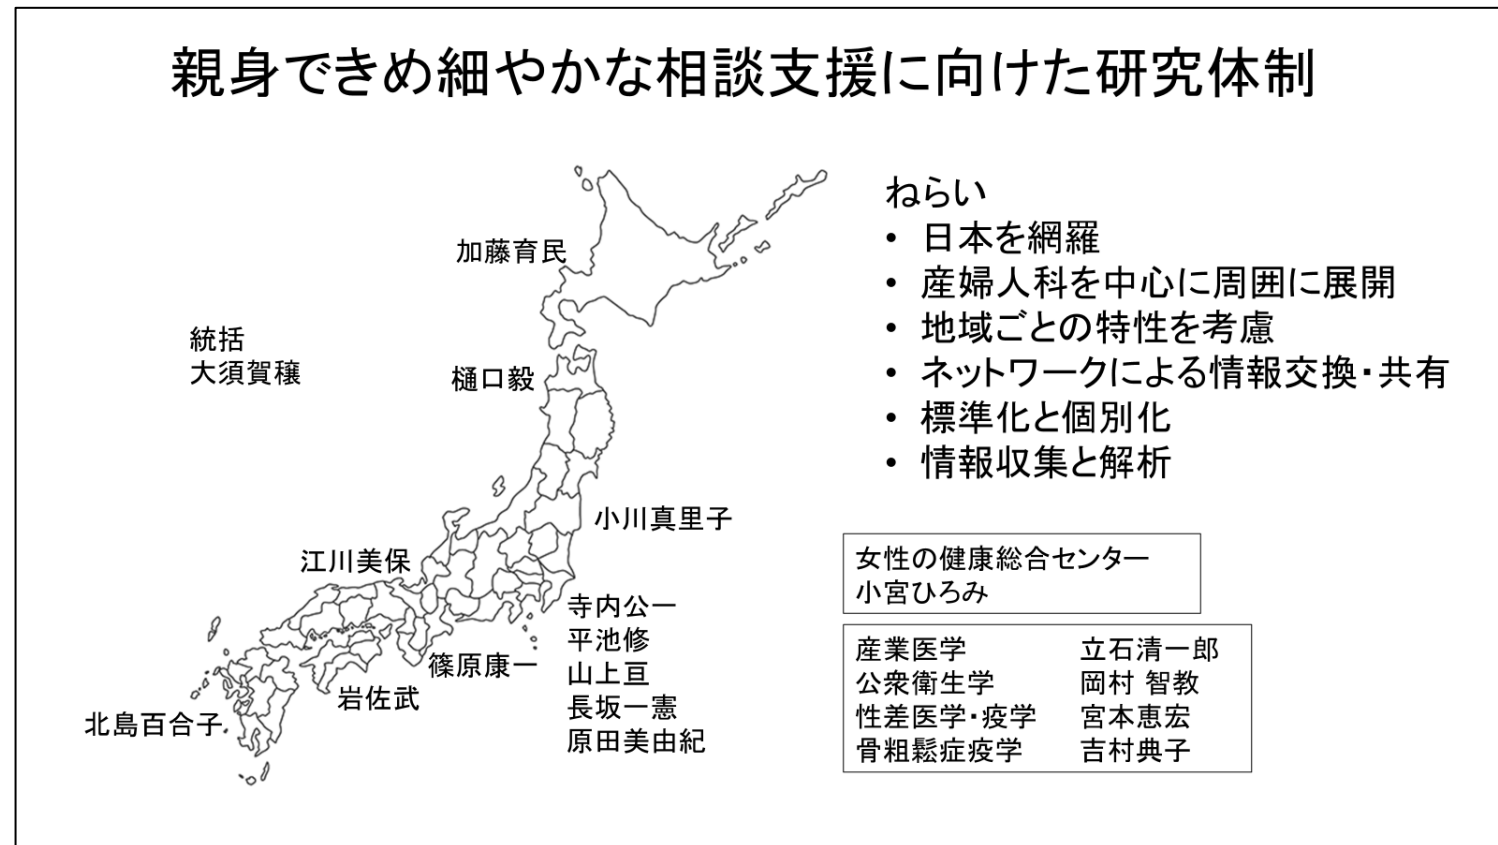 親身できめ細やかな相談支援に向けた研究体制
加藤育民
統括
大須賀穣
樋口毅
小川真里子
江川美保
寺内公一
平池修
山上亘
長坂一憲
原田美由紀
篠原康一
岩佐武
北島百合子
ねらい
• 日本を網羅
• 産婦人科を中心に周囲に展開
• 地域ごとの特性を考慮
• ネットワークによる情報交換・共有
• 標準化と個別化
• 情報収集と解析
女性の健康総合センター
小宮ひろみ
産業医学 立石清一郎
公衆衛生学 岡村 智教
性差医学・疫学 宮本恵宏
骨粗鬆症疫学 吉村典子